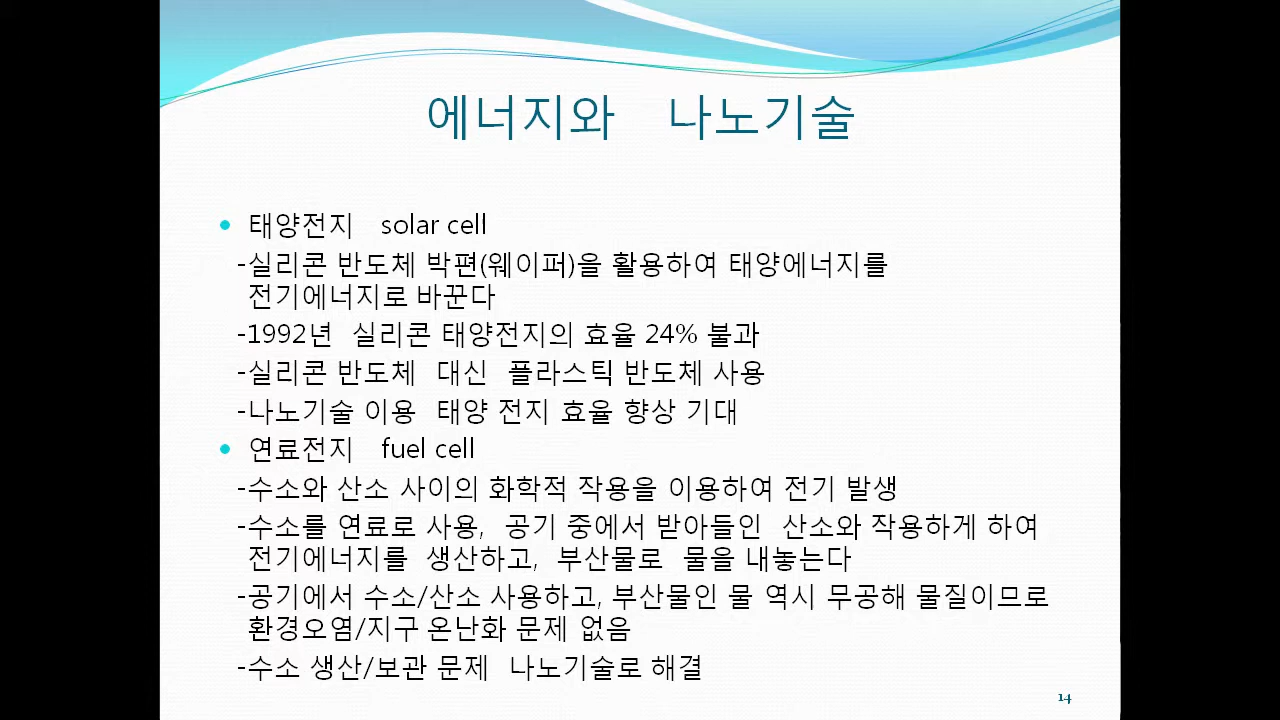 에너지와 나노기술
• 태양전지 solar cell
-실리콘 반도체 박편(웨이퍼)을 활용하여 태양에너지를
전기에너지로 바꾼다
-1992년 실리콘 태양전지의 효율 24% 불과
-실리콘 반도체 대신 플라스틱 반도체 사용
-나노기술 이용 태양 전지 효율 향상 기대
• 연료전지 fuel cell
-수소와 산소 사이의 화학적 작용을 이용하여 전기 발생
-수소를 연료로 사용, 공기 중에서 받아들인 산소와 작용하게 하여
전기에너지를 생산하고, 부산물로 물을 내놓는다
-공기에서 수소/산소 사용하고, 부산물인 물 역시 무공해 물질이므로
환경오염/지구 온난화 문제 없음
-수소 생산/보관 문제 나노기술로 해결
14